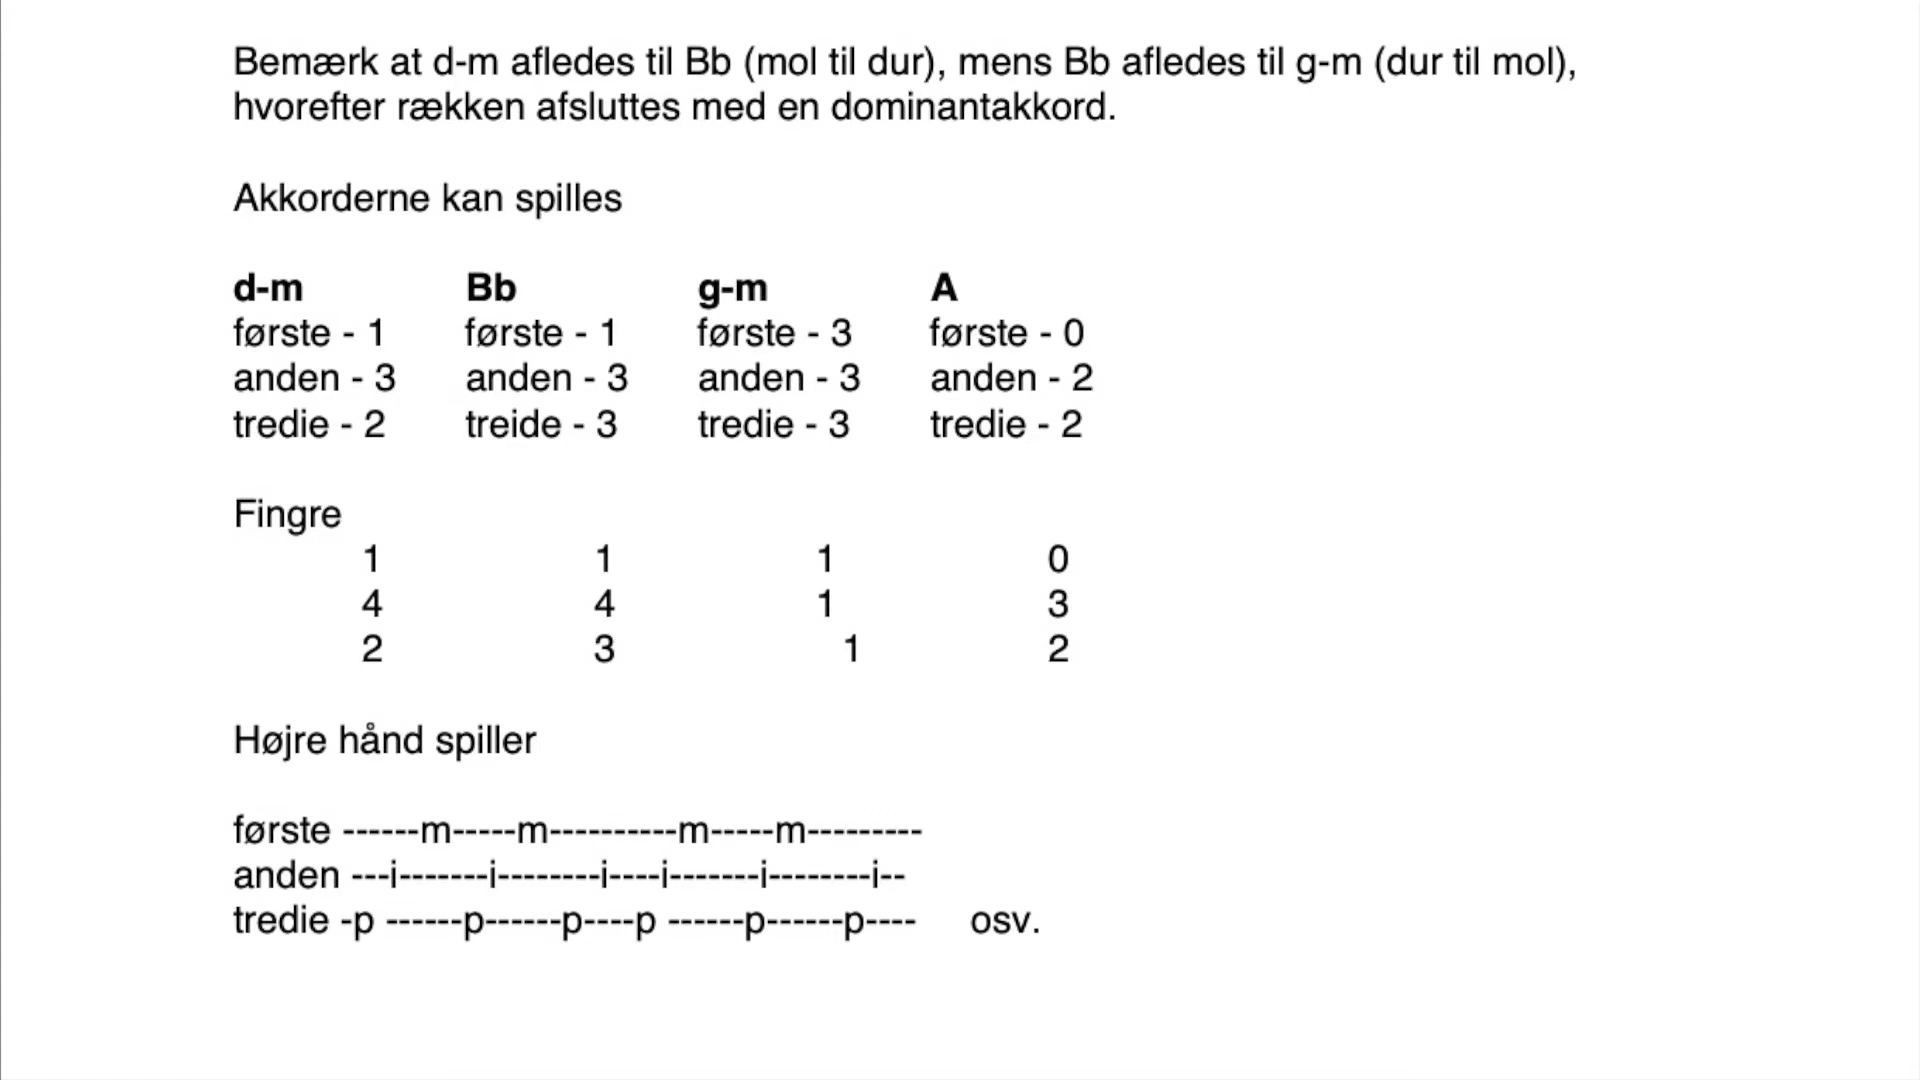 Bemærk at d-m afledes til Bb (mol til dur), mens Bb afledes til g-m (dur til mol),
hvorefter rækken afsluttes med en dominantakkord.
Akkorderne kan spilles
d-m Bb g-m A
første - 1 første - 1 første - 3 første - 0
anden - 3 anden - 3 anden - 3 anden - 2
tredie - 2 treide - 3 tredie - 3 tredie - 2
Fingre
1 1 1 0
4 4 1 3
2 3 1 2
Højre hånd spiller
første ------m-----m----------m-----m---------
anden ---i-------i--------i----i-------i--------i--
tredie -p ------p------p----p ------p------p---- osv.